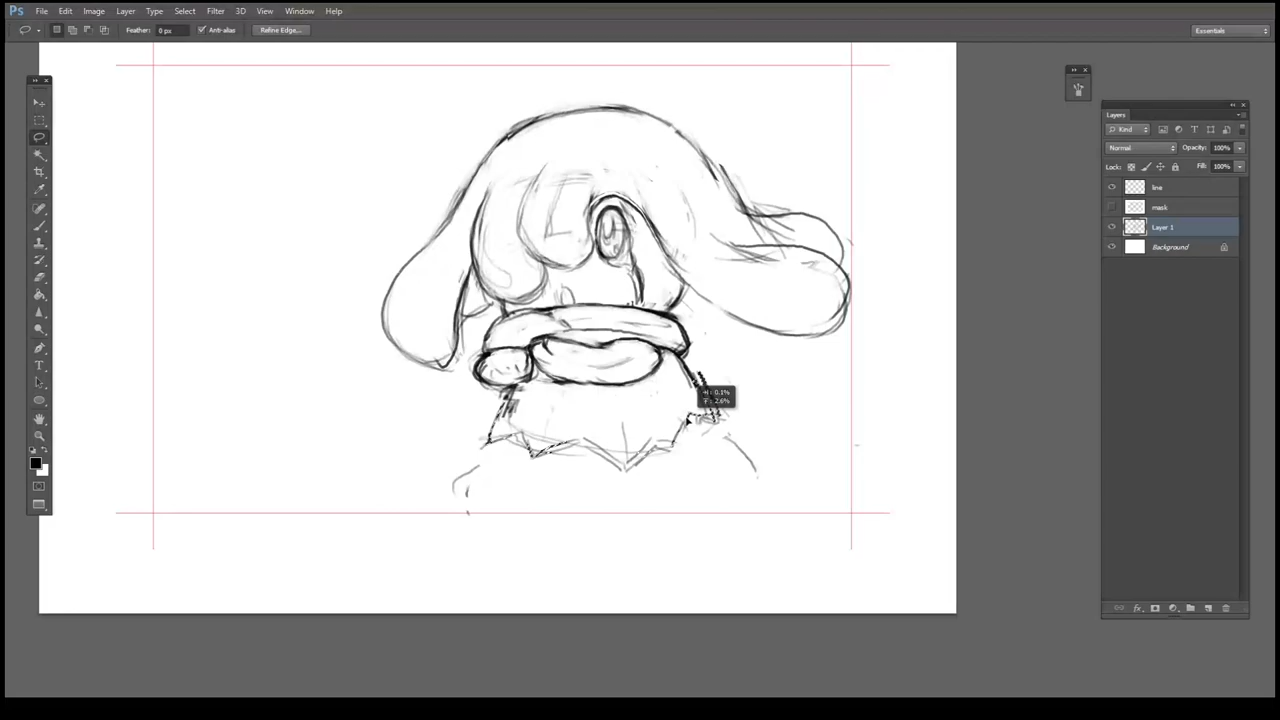 Ps File Edit Image Layer Type Select Filter 3D View Window Help
Feather: 0 px Anti-alias Refine Edge... Essentials
Layers
Kind
Normal Opacity: 100%
Lock: Fill: 100%
line
mask
Layer 1
Background